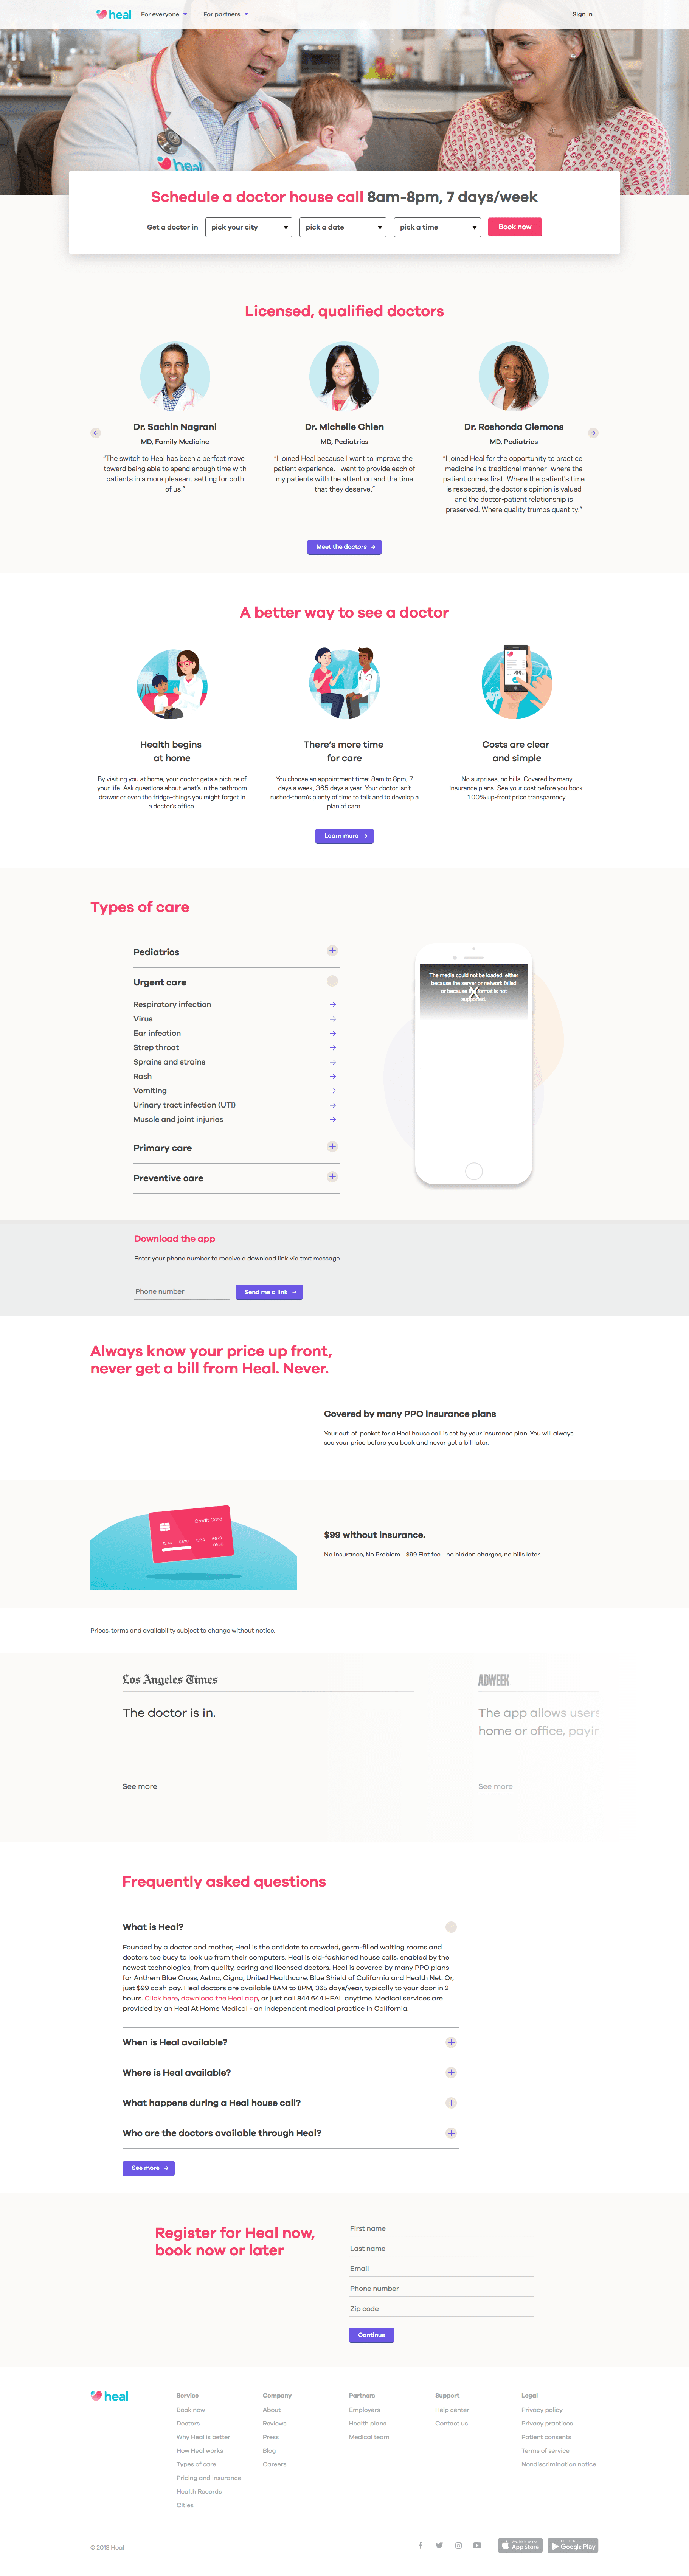 heal For everyone For partners Sign in
heal
Schedule a doctor house call 8am-8pm, 7 days/week
Get a doctor in pick your city pick a date pick a time Book now
Licensed, qualified doctors
Dr. Sachin Nagrani
MD, Family Medicine
“The switch to Heal has been a perfect move
toward being able to spend enough time with
patients in a more pleasant setting for both
of us.”
Dr. Michelle Chien
MD, Pediatrics
“I joined Heal because I want to improve the
patient experience. I want to provide each of
my patients with the attention and the time
that they deserve.”
Dr. Roshonda Clemons
MD, Pediatrics
“I joined Heal for the opportunity to practice
medicine in a traditional manner- where the
patient comes first. Where the patient's time
is respected, the doctor's opinion is valued
and the doctor-patient relationship is
preserved. Where quality trumps quantity.”
Meet the doctors →
A better way to see a doctor
Health begins
at home
By visiting you at home, your doctor gets a picture of
your life. Ask questions about what's in the bathroom
drawer or even the fridge-things you might forget in
a doctor's office.
There's more time
for care
You choose an appointment time: 8am to 8pm, 7
days a week, 365 days a year. Your doctor isn't
rushed-there's plenty of time to talk and to develop a
plan of care.
$99
Costs are clear
and simple
No surprises, no bills. Covered by many
insurance plans. See your cost before you book.
100% up-front price transparency.
Learn more →
Types of care
Pediatrics
Urgent care
Respiratory infection
Virus
Ear infection
Strep throat
Sprains and strains
Rash
Vomiting
Urinary tract infection (UTI)
Muscle and joint injuries
Primary care
Preventive care
The media could not be loaded, either
because the server or network failed
or because the format is not
supported.
Download the app
Enter your phone number to receive a download link via text message.
Phone number Send me a link →
Always know your price up front,
never get a bill from Heal. Never.
Covered by many PPO insurance plans
Your out-of-pocket for a Heal house call is set by your insurance plan. You will always
see your price before you book and never get a bill later.
Credit Card
1234 5678 1234 5678
$99 without insurance.
No Insurance, No Problem - $99 Flat fee - no hidden charges, no bills later.
Prices, terms and availability subject to change without notice.
Los Angeles Times
The doctor is in.
See more
ADWEEK
The app allows users
home or office, payin
See more
Frequently asked questions
What is Heal?
Founded by a doctor and mother, Heal is the antidote to crowded, germ-filled waiting rooms and
doctors too busy to look up from their computers. Heal is old-fashioned house calls, enabled by the
newest technologies, from quality, caring and licensed doctors. Heal is covered by many PPO plans
for Anthem Blue Cross, Aetna, Cigna, United Healthcare, Blue Shield of California and Health Net. Or,
just $99 cash pay. Heal doctors are available 8AM to 8PM, 365 days/year, typically to your door in 2
hours. Click here, download the Heal app, or just call 844.644.HEAL anytime. Medical services are
provided by an Heal At Home Medical - an independent medical practice in California.
When is Heal available?
Where is Heal available?
What happens during a Heal house call?
Who are the doctors available through Heal?
See more →
Register for Heal now,
book now or later
First name
Last name
Email
Phone number
Zip code
Continue
heal
Service
Book now
Doctors
Why Heal is better
How Heal works
Types of care
Pricing and insurance
Health Records
Cities
Company
About
Reviews
Press
Blog
Careers
Partners
Employers
Health plans
Medical team
Support
Help center
Contact us
Legal
Privacy policy
Privacy practices
Patient consents
Terms of service
Nondiscrimination notice
© 2018 Heal
App Store
Google Play